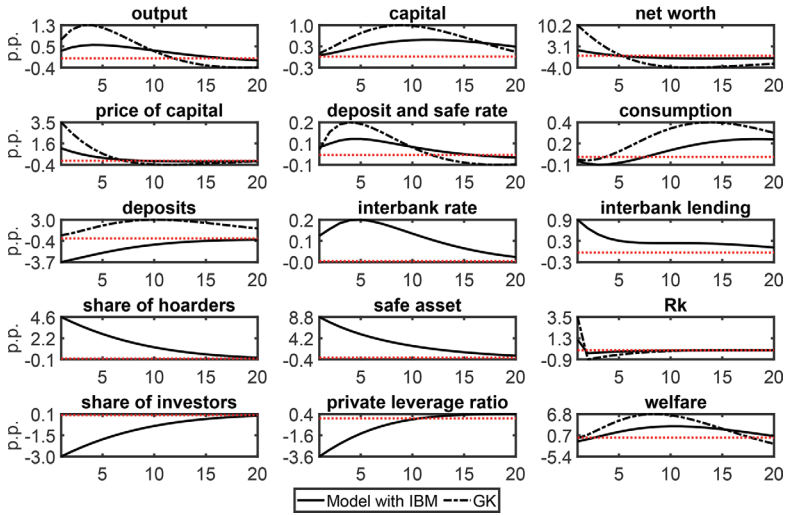 output
capital
net worth
p.p.
1.3
0.5
-0.4
5 10 15 20
1.0
0.3
-0.3
5 10 15 20
10.2
3.1
-4.0
5 10 15 20
price of capital
deposit and safe rate
consumption
p.p.
3.5
1.6
-0.4
5 10 15 20
0.2
0.1
-0.1
5 10 15 20
0.4
0.2
-0.1
5 10 15 20
deposits
interbank rate
interbank lending
p.p.
3.0
-0.4
-3.7
5 10 15 20
0.2
0.1
-0.0
5 10 15 20
0.9
0.3
-0.3
5 10 15 20
share of hoarders
safe asset
Rk
p.p.
4.6
2.2
-0.1
5 10 15 20
8.8
4.2
-0.4
5 10 15 20
3.5
1.3
-0.9
5 10 15 20
share of investors
private leverage ratio
welfare
p.p.
0.1
-1.5
-3.0
5 10 15 20
0.4
-1.6
-3.6
5 10 15 20
6.8
0.7
-5.4
5 10 15 20
Model with IBM
GK